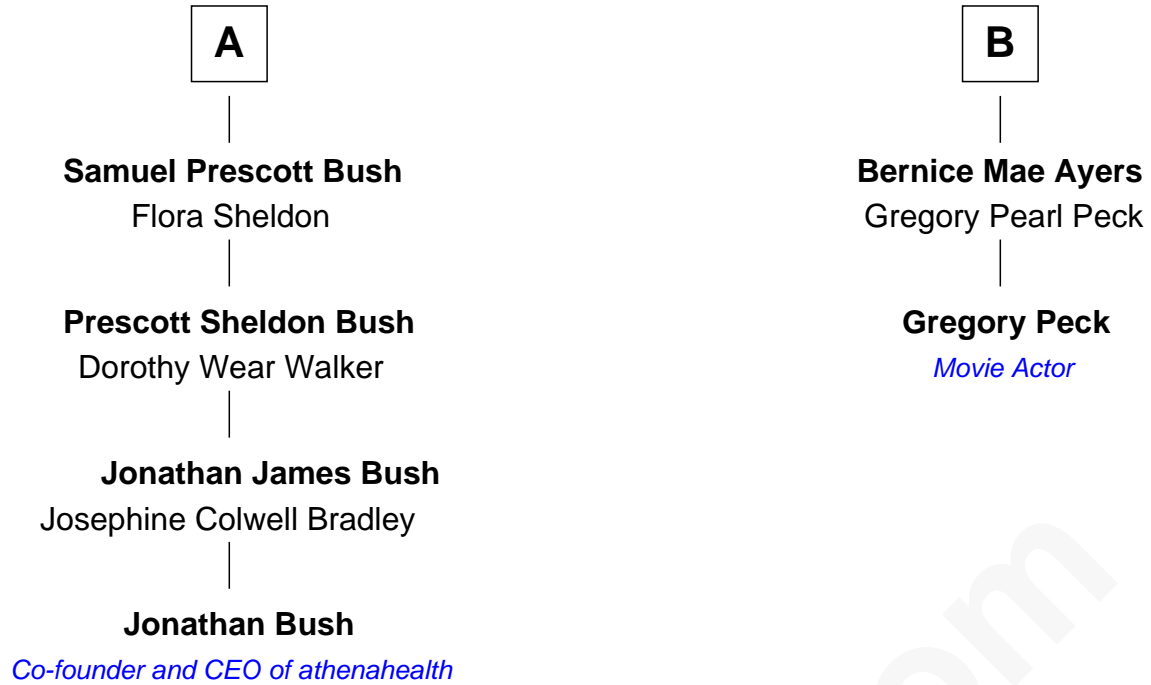 A
Samuel Prescott Bush
Flora Sheldon
Prescott Sheldon Bush
Dorothy Wear Walker
Jonathan James Bush
Josephine Colwell Bradley
Jonathan Bush
Co-founder and CEO of athenahealth
B
Bernice Mae Ayers
Gregory Pearl Peck
Gregory Peck
Movie Actor
om